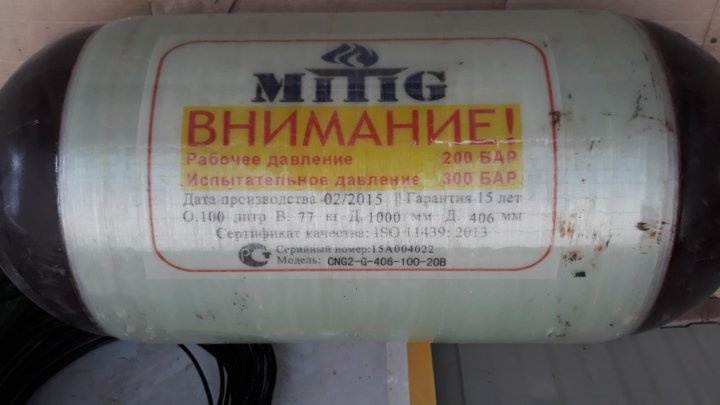 MITIG
ВНИМАНИЕ!
Рабочее давление 200 БАР
Испытательное давление 300 БАР
Дата производства 02/2015 || Гарантия 15 лет
О.100 литр В. 77 кг Д.1000 мм Д. 406 мм
Сертификат качества: ISO 11439: 2013
Серийный номер:15A004022
Модель: CNG2-G-406-100-20B